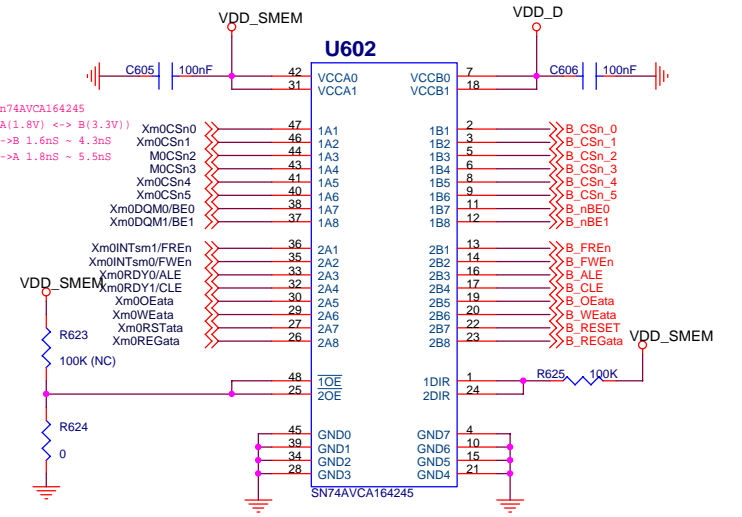 VDD_SMEM
VDD_D
U602
C605 100nF
42 VCCA0 VCCB0 7
31 VCCA1 VCCB1 18
C606 100nF
n74AVCA164245
A(1.8V) <-> B(3.3V))
->B 1.6nS ~ 4.3nS
->A 1.8nS ~ 5.5nS
Xm0CSn0 47 1A1 1B1 2 B_CSn_0
Xm0CSn1 46 1A2 1B2 3 B_CSn_1
M0CSn2 44 1A3 1B3 5 B_CSn_2
M0CSn3 43 1A4 1B4 6 B_CSn_3
Xm0CSn4 41 1A5 1B5 8 B_CSn_4
Xm0CSn5 40 1A6 1B6 9 B_CSn_5
Xm0DQM0/BE0 38 1A7 1B7 11 B_nBE0
Xm0DQM1/BE1 37 1A8 1B8 12 B_nBE1
Xm0INTsm1/FREn 36 2A1 2B1 13 B_FREn
Xm0INTsm0/FWEn 35 2A2 2B2 14 B_FWEn
Xm0RDY0/ALE 33 2A3 2B3 16 B_ALE
Xm0RDY1/CLE 32 2A4 2B4 17 B_CLE
Xm0OEata 30 2A5 2B5 19 B_OEata
Xm0WEata 29 2A6 2B6 20 B_WEata
Xm0RSTata 27 2A7 2B7 22 B_RESET
Xm0REGata 26 2A8 2B8 23 B_REGata
VDD_SMEM
VDD_SMEM
R623
100K (NC)
48 1OE 1DIR 1
25 2OE 2DIR 24
R625 100K
R624
0
45 GND0 GND7 4
39 GND1 GND6 10
34 GND2 GND5 15
28 GND3 GND4 21
SN74AVCA164245